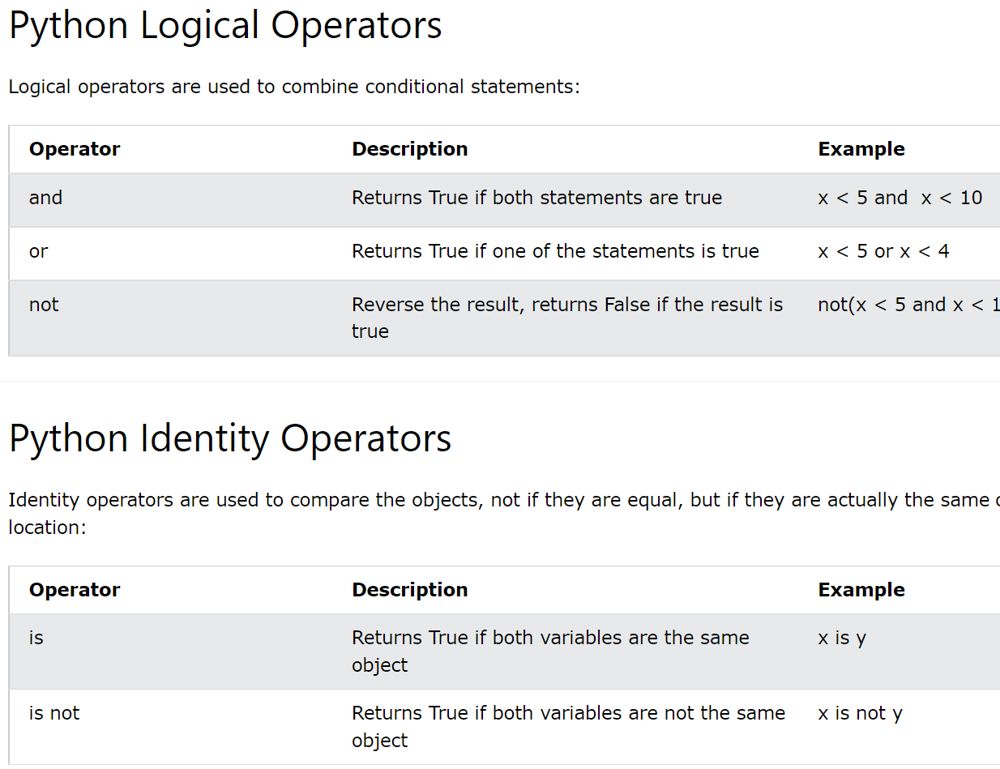 Python Logical Operators
Logical operators are used to combine conditional statements:
Operator Description Example
and Returns True if both statements are true x < 5 and  x < 10
or Returns True if one of the statements is true x < 5 or x < 4
not Reverse the result, returns False if the result is not(x < 5 and x <
true
Python Identity Operators
Identity operators are used to compare the objects, not if they are equal, but if they are actually the same
location:
Operator Description Example
is Returns True if both variables are the same x is y
object
is not Returns True if both variables are not the same x is not y
object